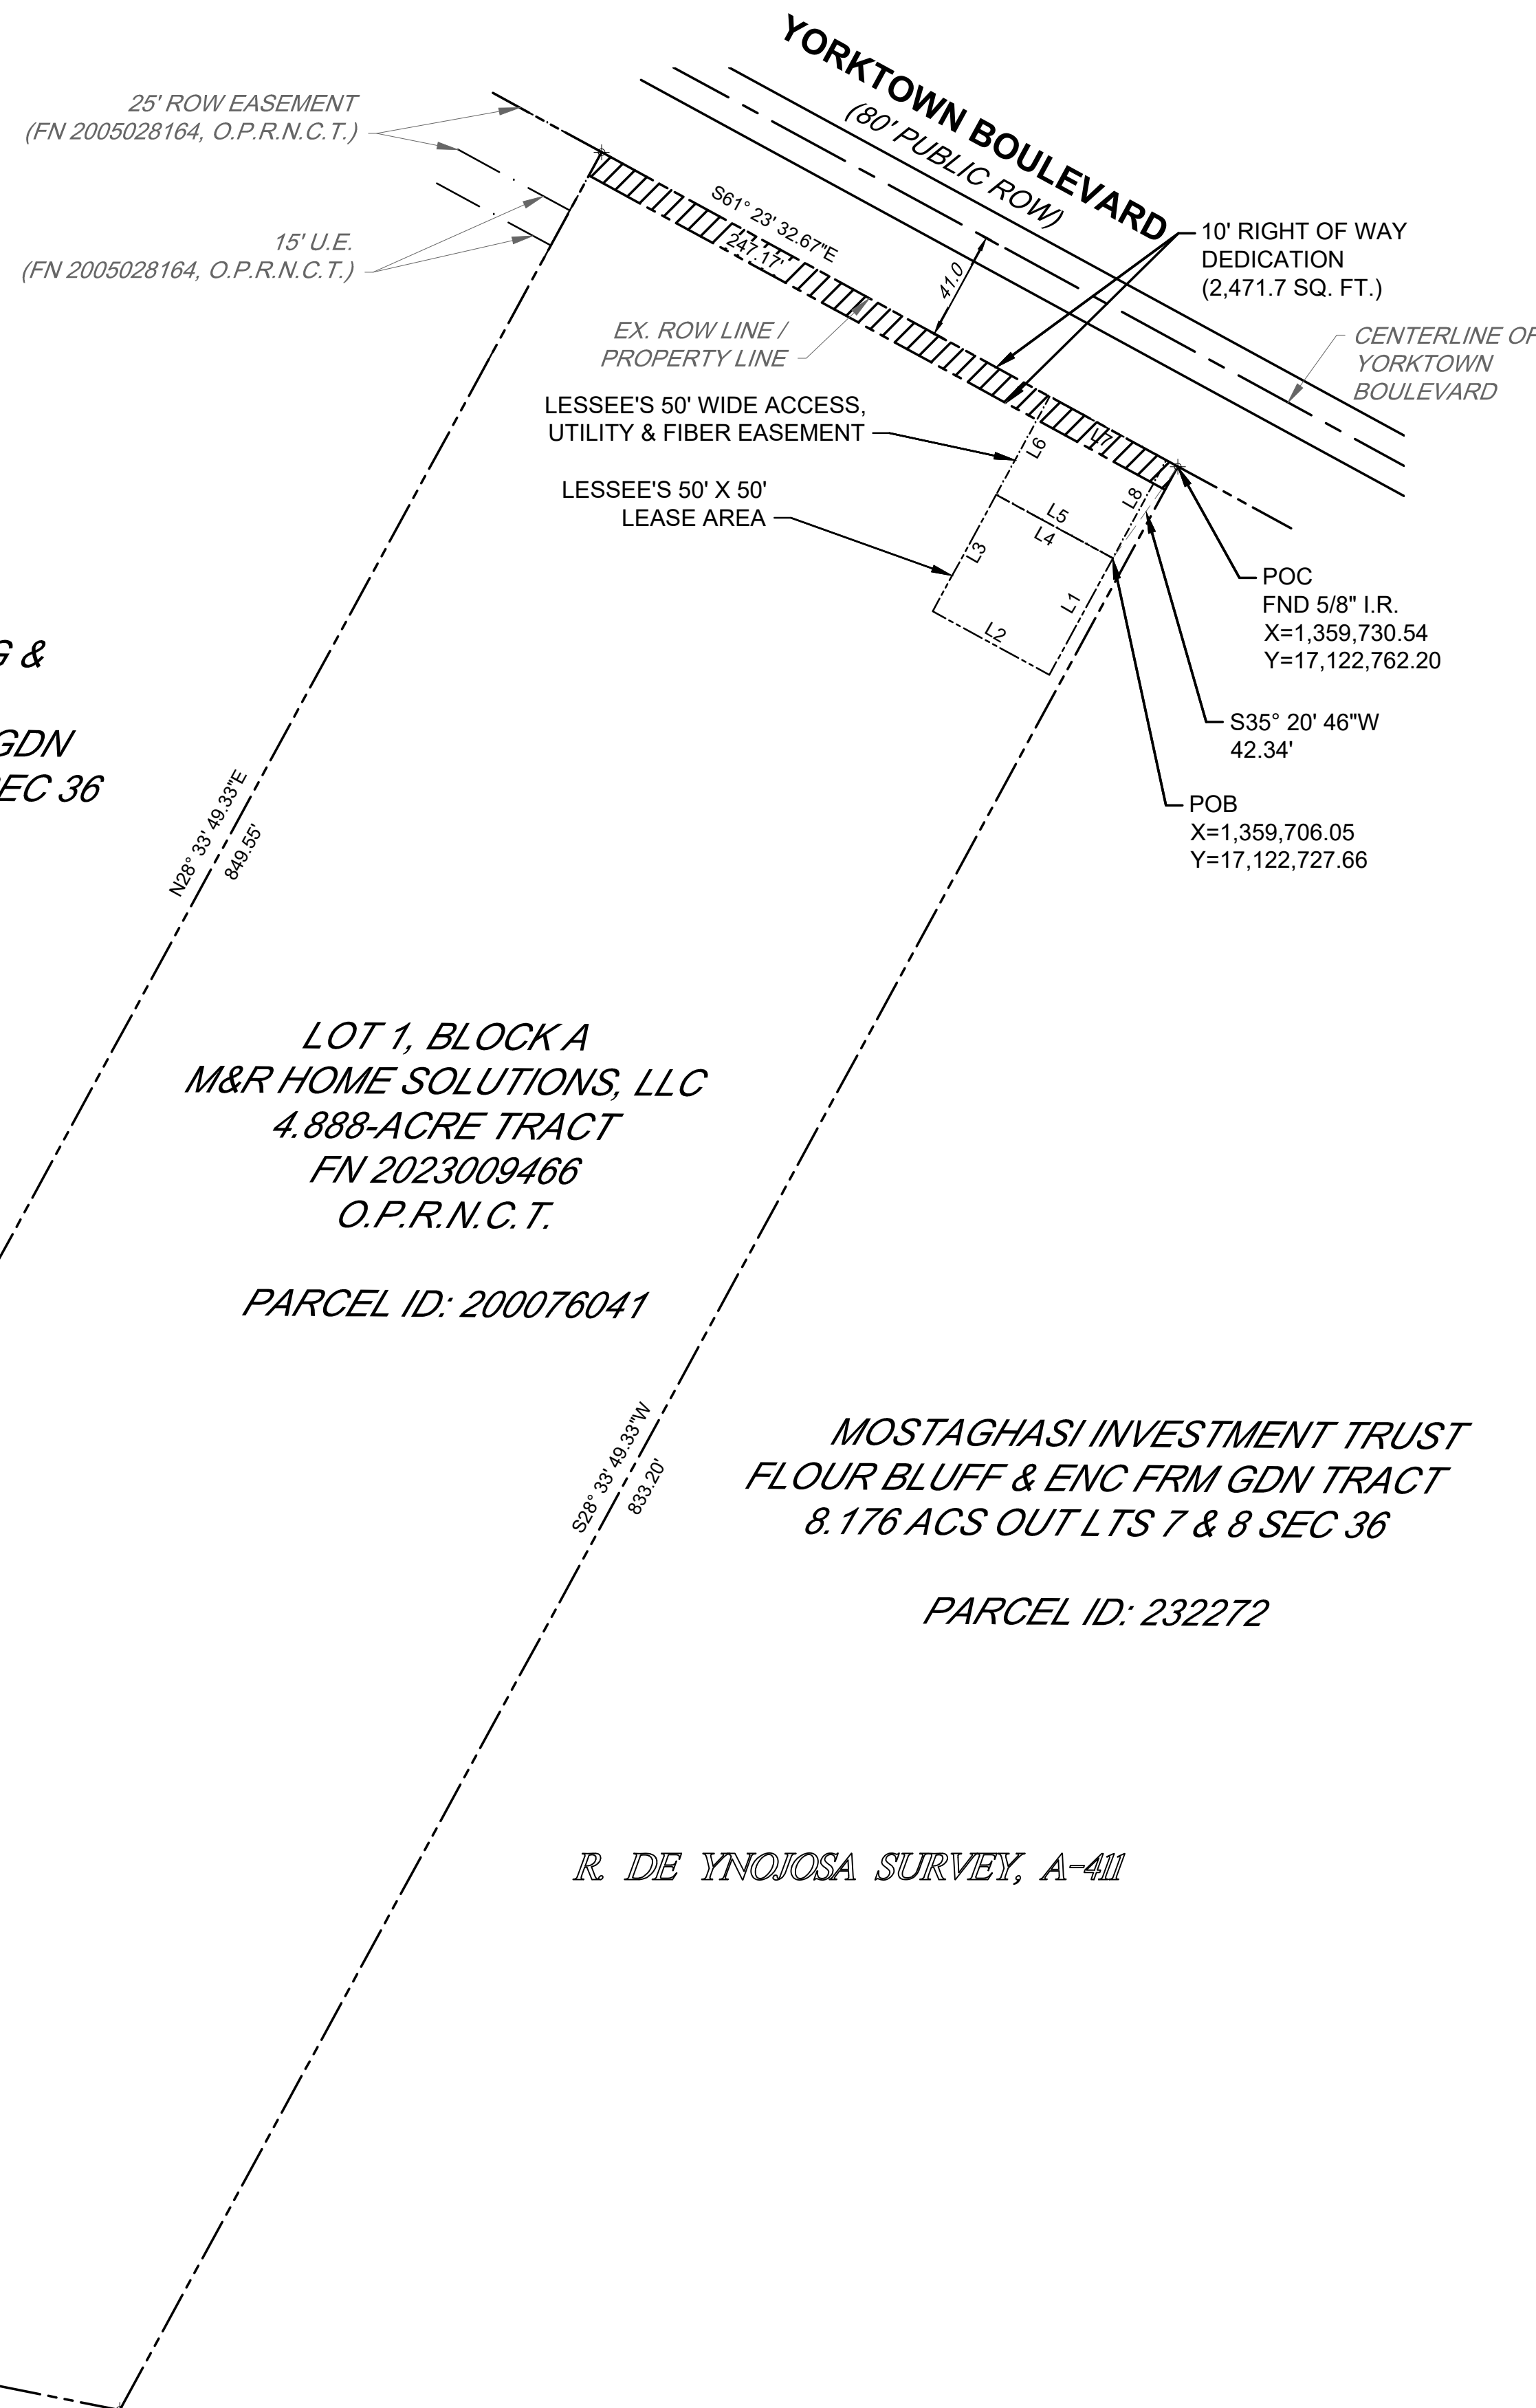 YORKTOWN BOULEVARD
(80' PUBLIC ROW)
25' ROW EASEMENT
(FN 2005028164, O.P.R.N.C.T.)
15' U.E.
(FN 2005028164, O.P.R.N.C.T.)
S61° 23' 32.67"E
247.17'
41.0
10' RIGHT OF WAY
DEDICATION
(2,471.7 SQ. FT.)
EX. ROW LINE /
PROPERTY LINE
CENTERLINE OF
YORKTOWN
BOULEVARD
LESSEE'S 50' WIDE ACCESS,
UTILITY & FIBER EASEMENT
LESSEE'S 50' X 50'
LEASE AREA
L6
L7
L8
L5
L4
L3
L1
L2
POC
FND 5/8" I.R.
X=1,359,730.54
Y=17,122,762.20
S35° 20' 46"W
42.34'
POB
X=1,359,706.05
Y=17,122,727.66
&
GDN
SEC 36
N28° 33' 49.33"E
849.55'
LOT 1, BLOCK A
M&R HOME SOLUTIONS, LLC
4.888-ACRE TRACT
FN 2023009466
O.P.R.N.C.T.
PARCEL ID: 200076041
S28° 33' 49.33"W
833.20'
MOSTAGHASI INVESTMENT TRUST
FLOUR BLUFF & ENC FRM GDN TRACT
8.176 ACS OUT LTS 7 & 8 SEC 36
PARCEL ID: 232272
R. DE YNOJOSA SURVEY, A-411